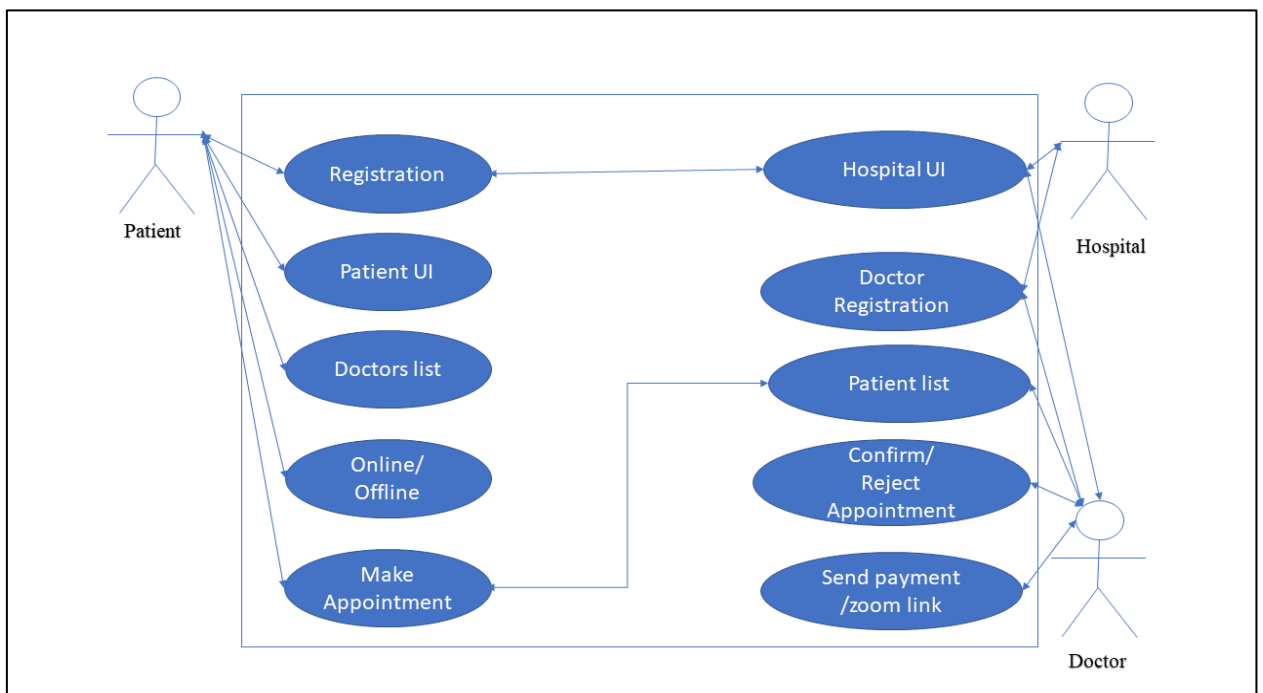 Patient
Registration
Patient UI
Doctors list
Online/
Offline
Make
Appointment
Hospital UI
Doctor
Registration
Patient list
Confirm/
Reject
Appointment
Send payment
/zoom link
Hospital
Doctor